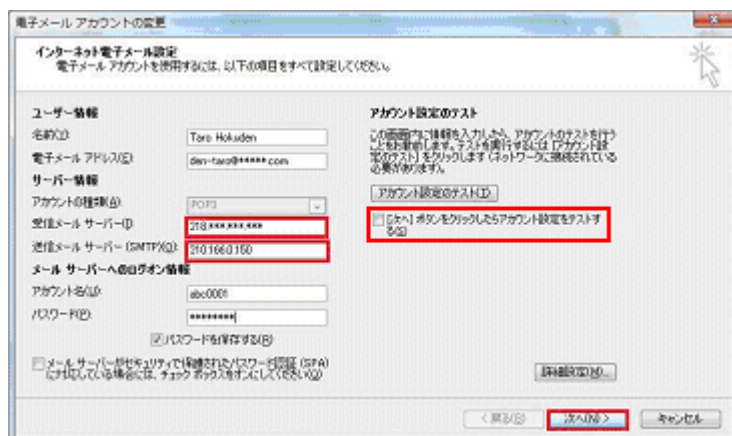 電子メール アカウントの変更
インターネット電子メール設定
電子メール アカウントを使用するには、以下の項目をすべて設定してください。
ユーザー情報
名前(Y):
Taro Hokuden
電子メール アドレス(E):
den-taro@*****.com
サーバー情報
アカウントの種類(A):
POP3
受信メール サーバー(I):
218.***.***.***
送信メール サーバー (SMTP)(O):
210.166.0.150
メール サーバーへのログオン情報
アカウント名(U):
abc0001
パスワード(P):
********
パスワードを保存する(R)
メール サーバーがセキュリティで保護されたパスワード認証 (SPA)
に対応している場合には、チェック ボックスをオンにしてください(Q)
アカウント設定のテスト
この画面内に情報を入力したら、アカウントのテストを行う
ことをお勧めします。テストを実行するには [アカウント設
定のテスト] をクリックします (ネットワークに接続されている
必要があります)。
アカウント設定のテスト(T)...
[次へ] ボタンをクリックしたらアカウント設定をテストす
る(S)
詳細設定(M)...
< 戻る(B)
次へ(N) >
キャンセル